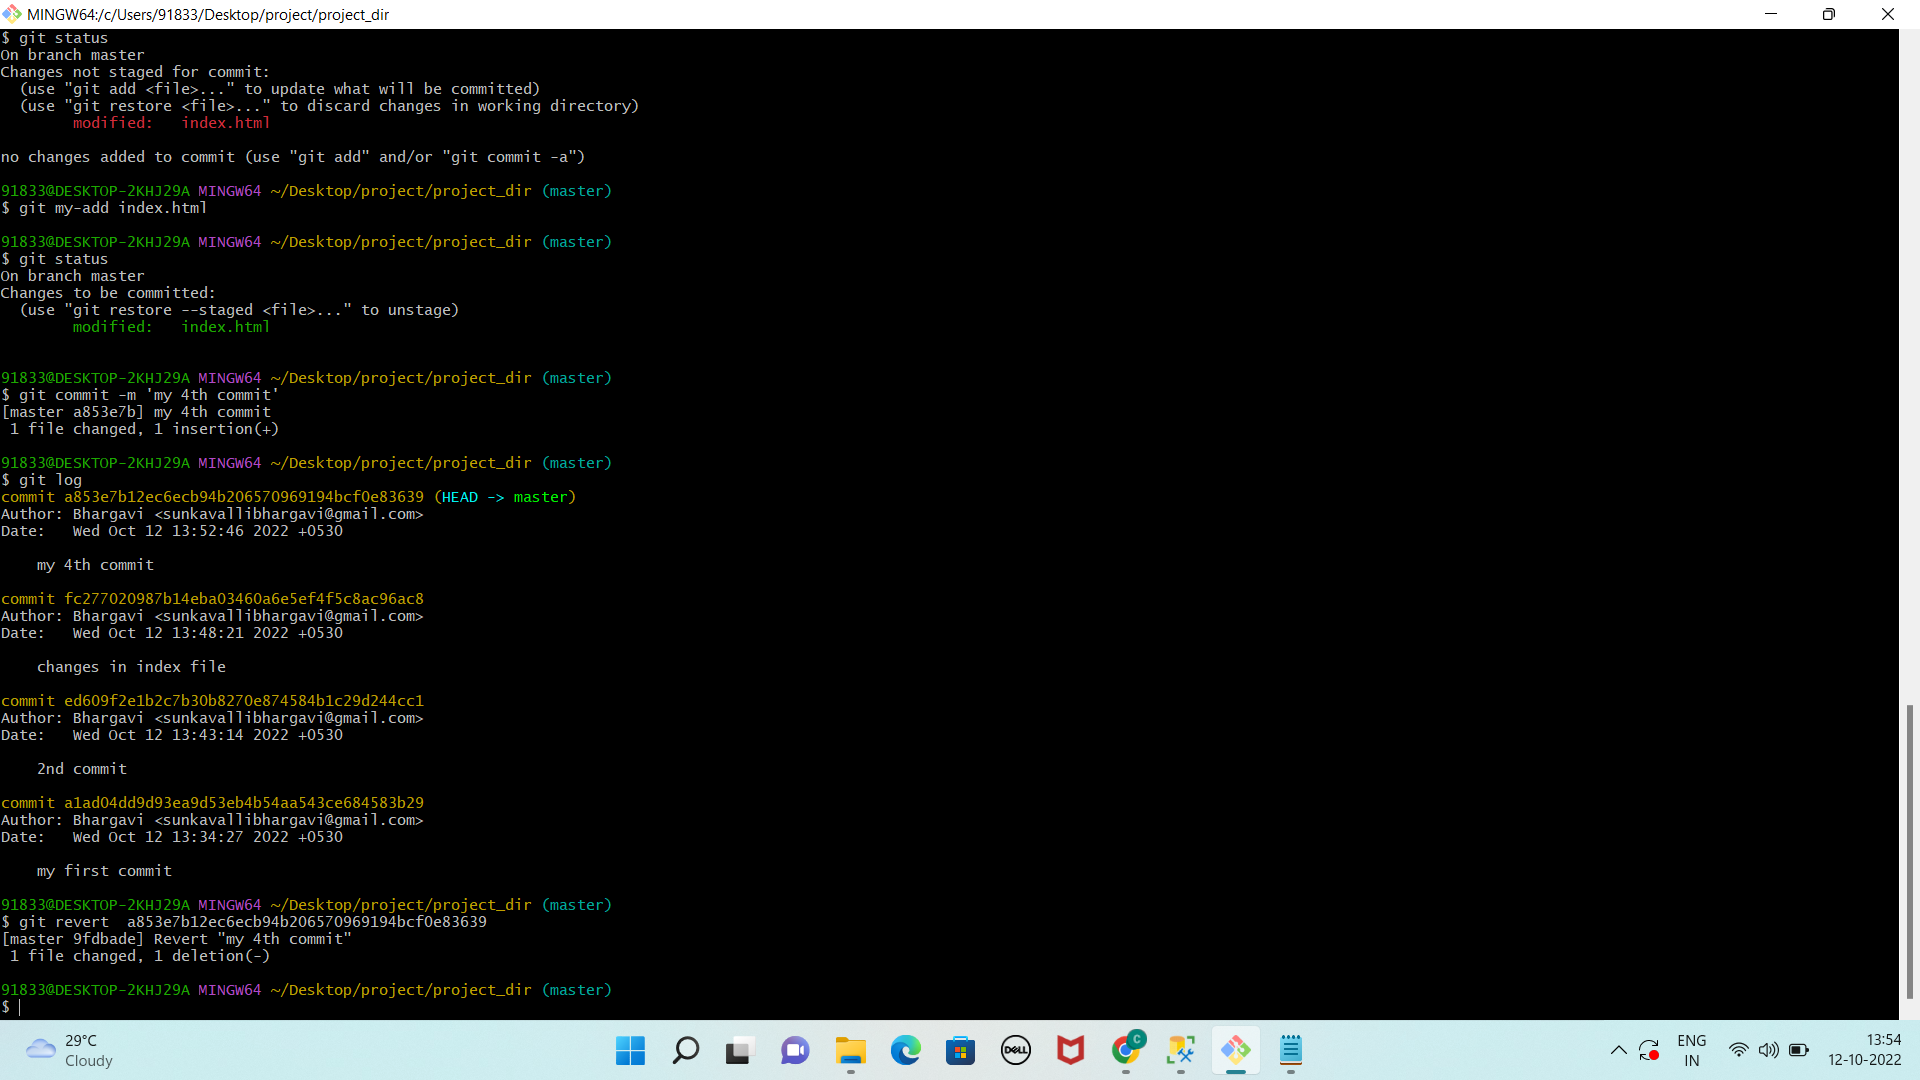 MINGW64:/c/Users/91833/Desktop/project/project_dir
$ git status
On branch master
Changes not staged for commit:
  (use "git add <file>..." to update what will be committed)
  (use "git restore <file>..." to discard changes in working directory)
        modified:   index.html

no changes added to commit (use "git add" and/or "git commit -a")

91833@DESKTOP-2KHJ29A MINGW64 ~/Desktop/project/project_dir (master)
$ git my-add index.html

91833@DESKTOP-2KHJ29A MINGW64 ~/Desktop/project/project_dir (master)
$ git status
On branch master
Changes to be committed:
  (use "git restore --staged <file>..." to unstage)
        modified:   index.html

91833@DESKTOP-2KHJ29A MINGW64 ~/Desktop/project/project_dir (master)
$ git commit -m 'my 4th commit'
[master a853e7b] my 4th commit
 1 file changed, 1 insertion(+)

91833@DESKTOP-2KHJ29A MINGW64 ~/Desktop/project/project_dir (master)
$ git log
commit a853e7b12ec6ecb94b206570969194bcf0e83639 (HEAD -> master)
Author: Bhargavi <sunkavallibhargavi@gmail.com>
Date:   Wed Oct 12 13:52:46 2022 +0530

    my 4th commit

commit fc277020987b14eba03460a6e5ef4f5c8ac96ac8
Author: Bhargavi <sunkavallibhargavi@gmail.com>
Date:   Wed Oct 12 13:48:21 2022 +0530

    changes in index file

commit ed609f2e1b2c7b30b8270e874584b1c29d244cc1
Author: Bhargavi <sunkavallibhargavi@gmail.com>
Date:   Wed Oct 12 13:43:14 2022 +0530

    2nd commit

commit a1ad04dd9d93ea9d53eb4b54aa543ce684583b29
Author: Bhargavi <sunkavallibhargavi@gmail.com>
Date:   Wed Oct 12 13:34:27 2022 +0530

    my first commit

91833@DESKTOP-2KHJ29A MINGW64 ~/Desktop/project/project_dir (master)
$ git revert  a853e7b12ec6ecb94b206570969194bcf0e83639
[master 9fdbade] Revert "my 4th commit"
 1 file changed, 1 deletion(-)

91833@DESKTOP-2KHJ29A MINGW64 ~/Desktop/project/project_dir (master)
$
29°C
Cloudy
DELL
C
ENG
IN
13:54
12-10-2022